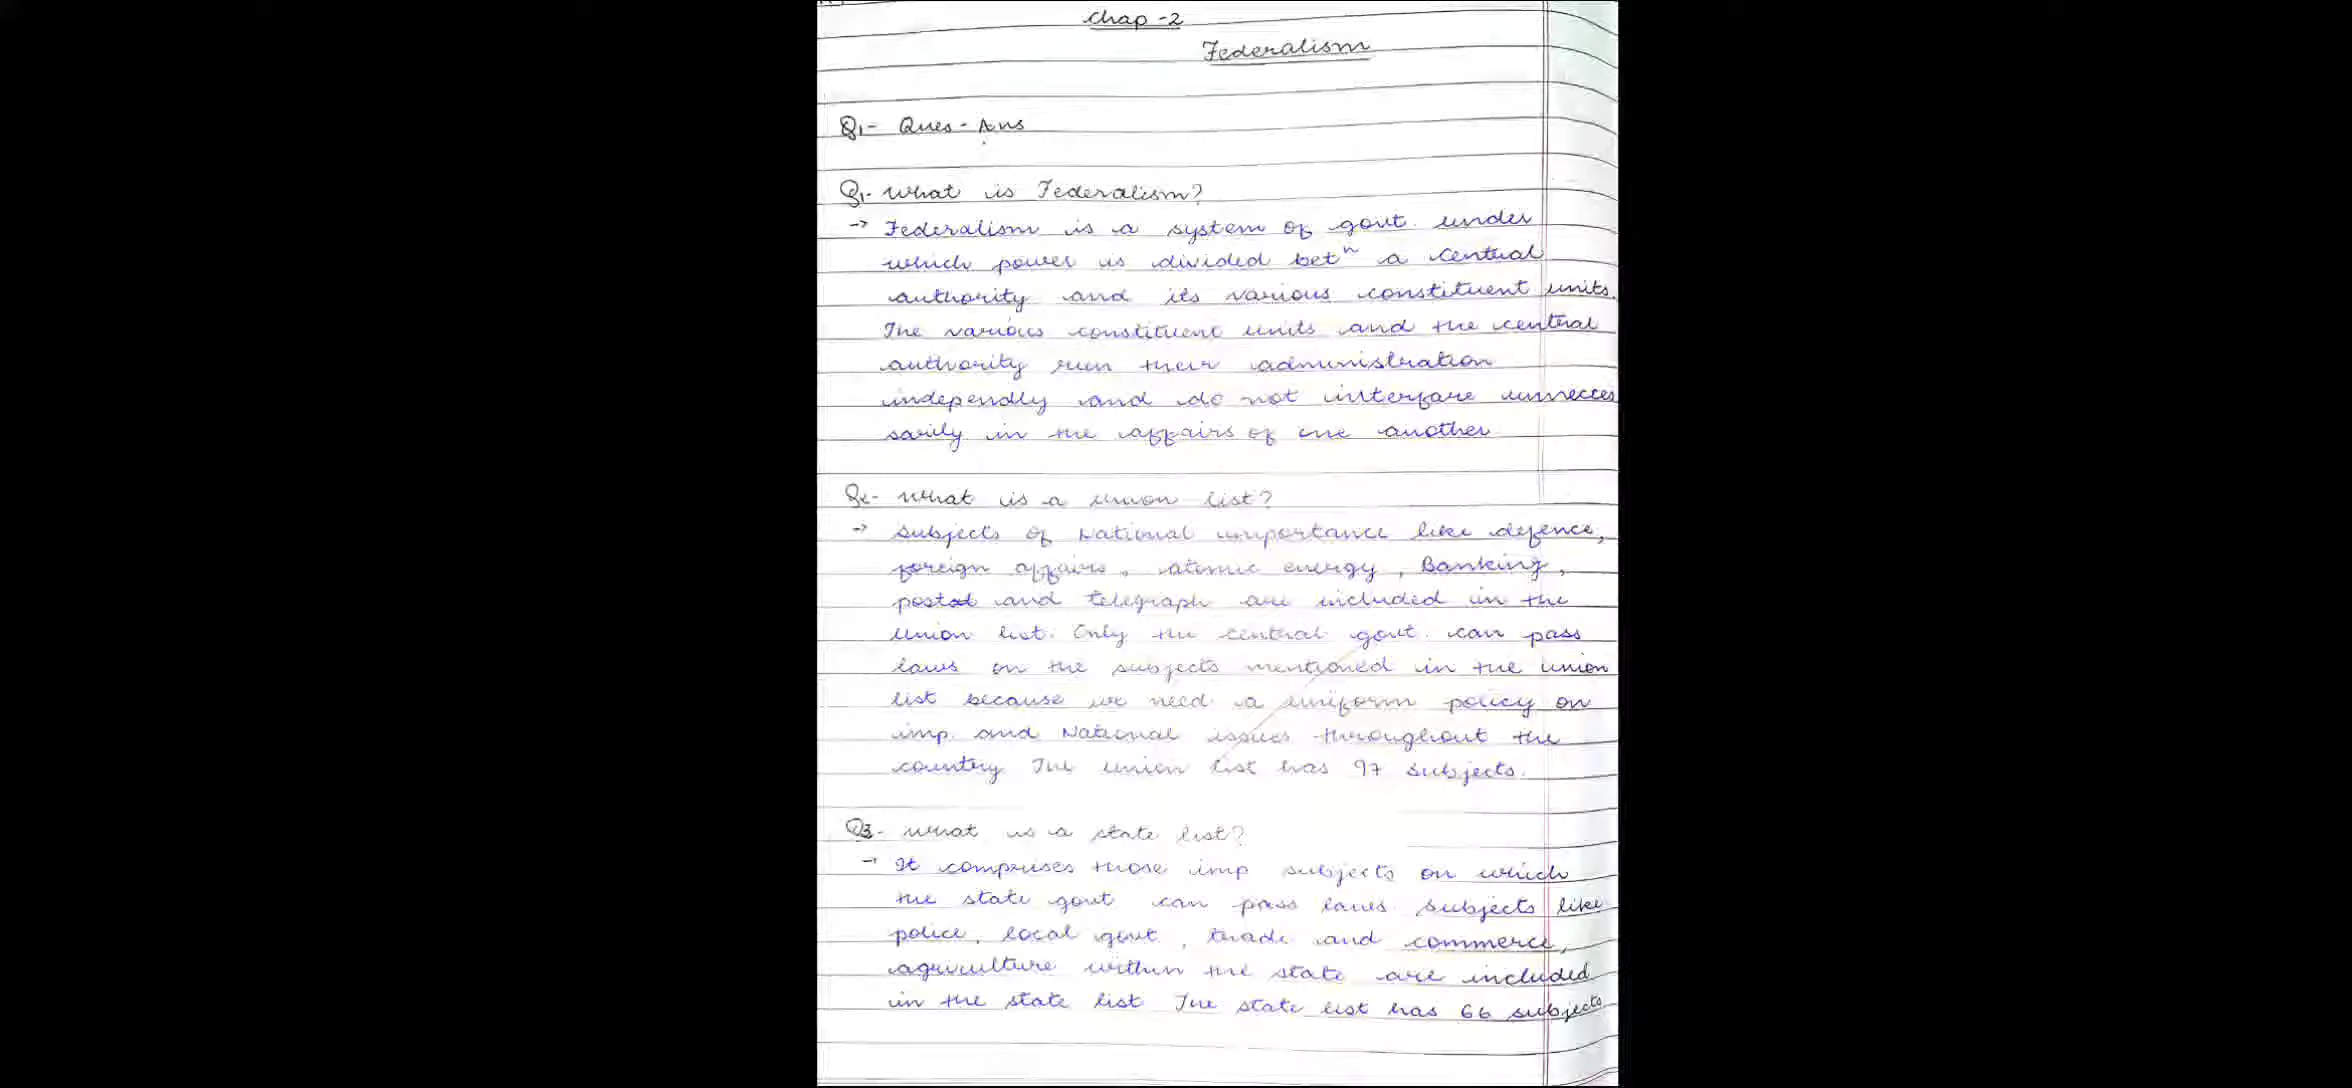 Chap -2
Federalism
Q1- Ques - Ans
Q1- What is Federalism?
→ Federalism is a system of govt. under
which power is divided betⁿ a central
authority and its various constituent units.
The various constituent units and the central
authority run their administration
independly and do not interfare unnecces
sarily in the affairs of one another
Q2- What is a union list?
→ Subjects of National importance like defence,
foreign affairs, atomic energy, Banking,
post and telegraph are included in the
union list. Only the central govt. can pass
laws on the subjects mentioned in the union
list because we need a uniform policy on
imp. and National issues throughout the
country The union list has 97 subjects.
Q3- What is a state list?
→ It comprises those imp subjects on which
the state govt can pass laws. Subjects like
police, local govt, trade and commerce,
agriculture within the state are included
in the state list The state list has 66 subjects